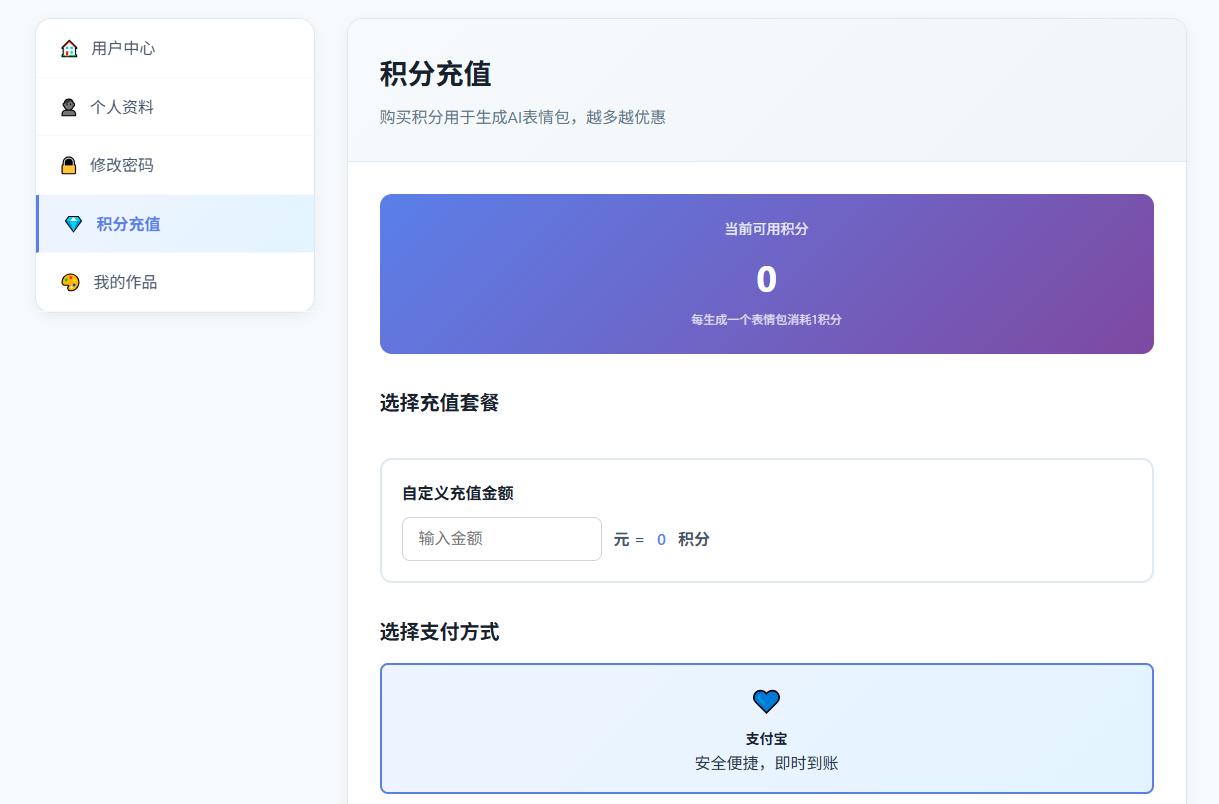 用户中心
个人资料
修改密码
积分充值
我的作品
积分充值
购买积分用于生成AI表情包，越多越优惠
当前可用积分
0
每生成一个表情包消耗1积分
选择充值套餐
自定义充值金额
输入金额 元 = 0 积分
选择支付方式
支付宝
安全便捷，即时到账